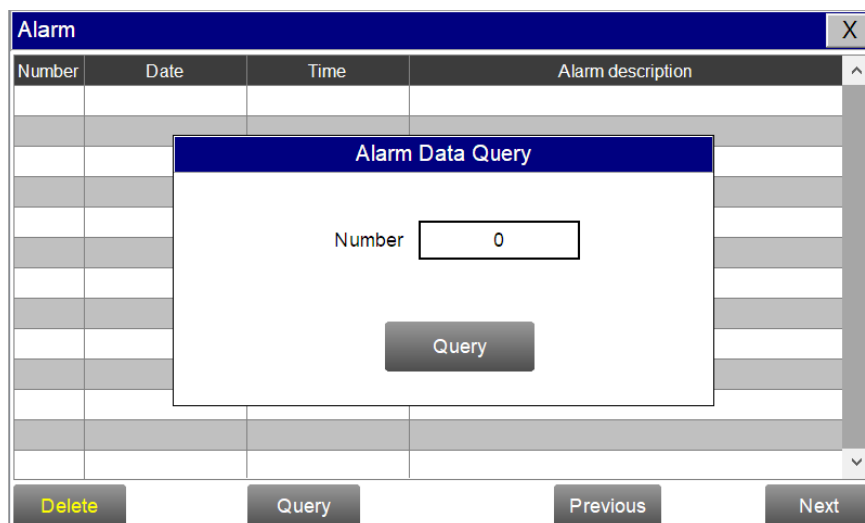 Alarm X
Number Date Time Alarm description
Alarm Data Query
Number 0
Query
Delete Query Previous Next